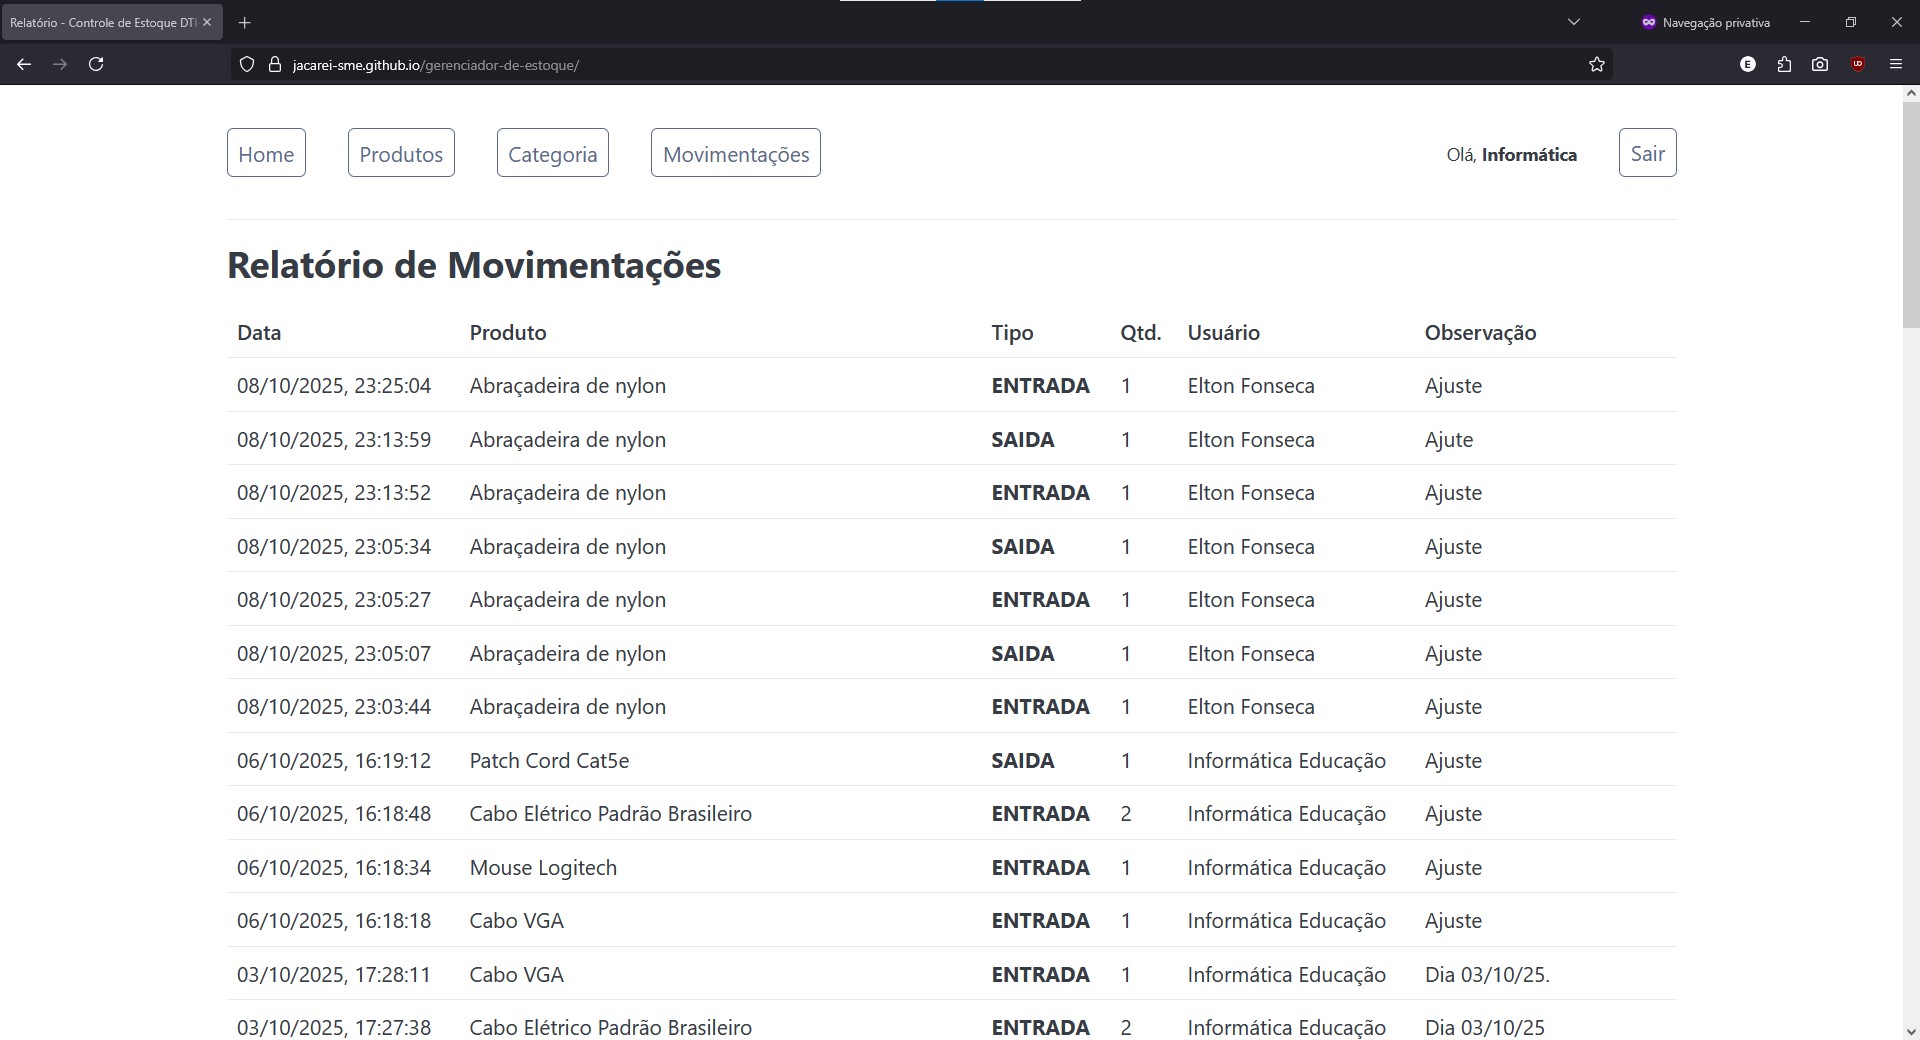 Relatório - Controle de Estoque DTI
Navegação privativa
jacarei-sme.github.io/gerenciador-de-estoque/
E
Home Produtos Categoria Movimentações Olá, Informática Sair
Relatório de Movimentações
Data Produto Tipo Qtd. Usuário Observação
08/10/2025, 23:25:04 Abraçadeira de nylon ENTRADA 1 Elton Fonseca Ajuste
08/10/2025, 23:13:59 Abraçadeira de nylon SAIDA 1 Elton Fonseca Ajute
08/10/2025, 23:13:52 Abraçadeira de nylon ENTRADA 1 Elton Fonseca Ajuste
08/10/2025, 23:05:34 Abraçadeira de nylon SAIDA 1 Elton Fonseca Ajuste
08/10/2025, 23:05:27 Abraçadeira de nylon ENTRADA 1 Elton Fonseca Ajuste
08/10/2025, 23:05:07 Abraçadeira de nylon SAIDA 1 Elton Fonseca Ajuste
08/10/2025, 23:03:44 Abraçadeira de nylon ENTRADA 1 Elton Fonseca Ajuste
06/10/2025, 16:19:12 Patch Cord Cat5e SAIDA 1 Informática Educação Ajuste
06/10/2025, 16:18:48 Cabo Elétrico Padrão Brasileiro ENTRADA 2 Informática Educação Ajuste
06/10/2025, 16:18:34 Mouse Logitech ENTRADA 1 Informática Educação Ajuste
06/10/2025, 16:18:18 Cabo VGA ENTRADA 1 Informática Educação Ajuste
03/10/2025, 17:28:11 Cabo VGA ENTRADA 1 Informática Educação Dia 03/10/25.
03/10/2025, 17:27:38 Cabo Elétrico Padrão Brasileiro ENTRADA 2 Informática Educação Dia 03/10/25